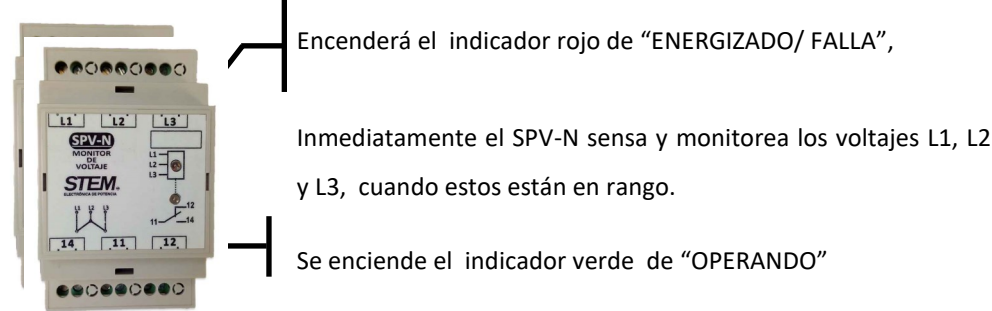 Encenderá el indicador rojo de “ENERGIZADO/ FALLA”,
Inmediatamente el SPV-N sensa y monitorea los voltajes L1, L2
y L3, cuando estos están en rango.
Se enciende el indicador verde de “OPERANDO”
L1 L2 L3
SPV-N
MONITOR
DE
VOLTAJE
STEM
ELECTRÓNICA DE POTENCIA
L1
L2
L3
L1 L2 L3
12
11 14
14 11 12